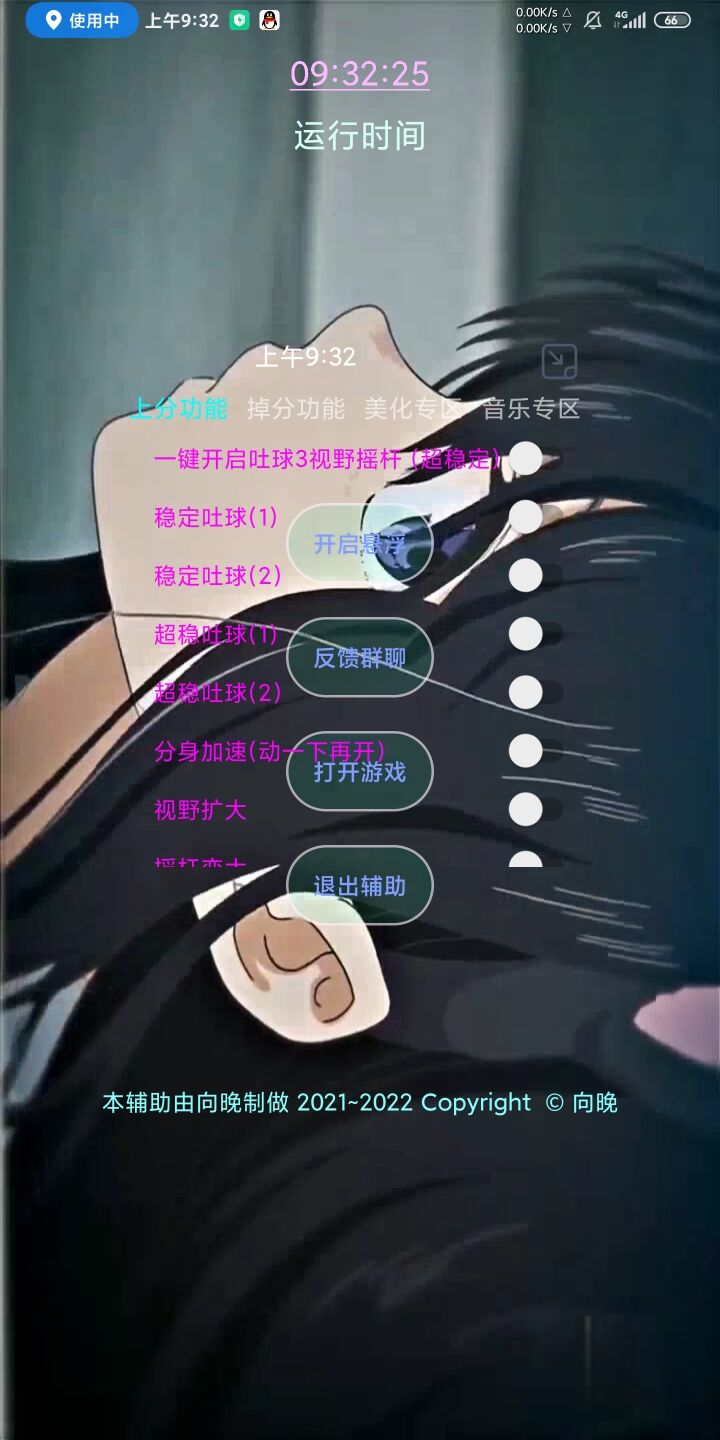 使用中 上午9:32 0.00K/s △ 4G 66
0.00K/s ▽
09:32:25
运行时间
上午9:32
上分功能 掉分功能 美化专区 音乐专区
一键开启吐球3视野摇杆 (超稳定)
稳定吐球(1)
开启悬浮
稳定吐球(2)
超稳吐球(1)
反馈群聊
超稳吐球(2)
分身加速(动一下再开)
打开游戏
视野扩大
摇杆变大
退出辅助
本辅助由向晚制做 2021~2022 Copyright © 向晚